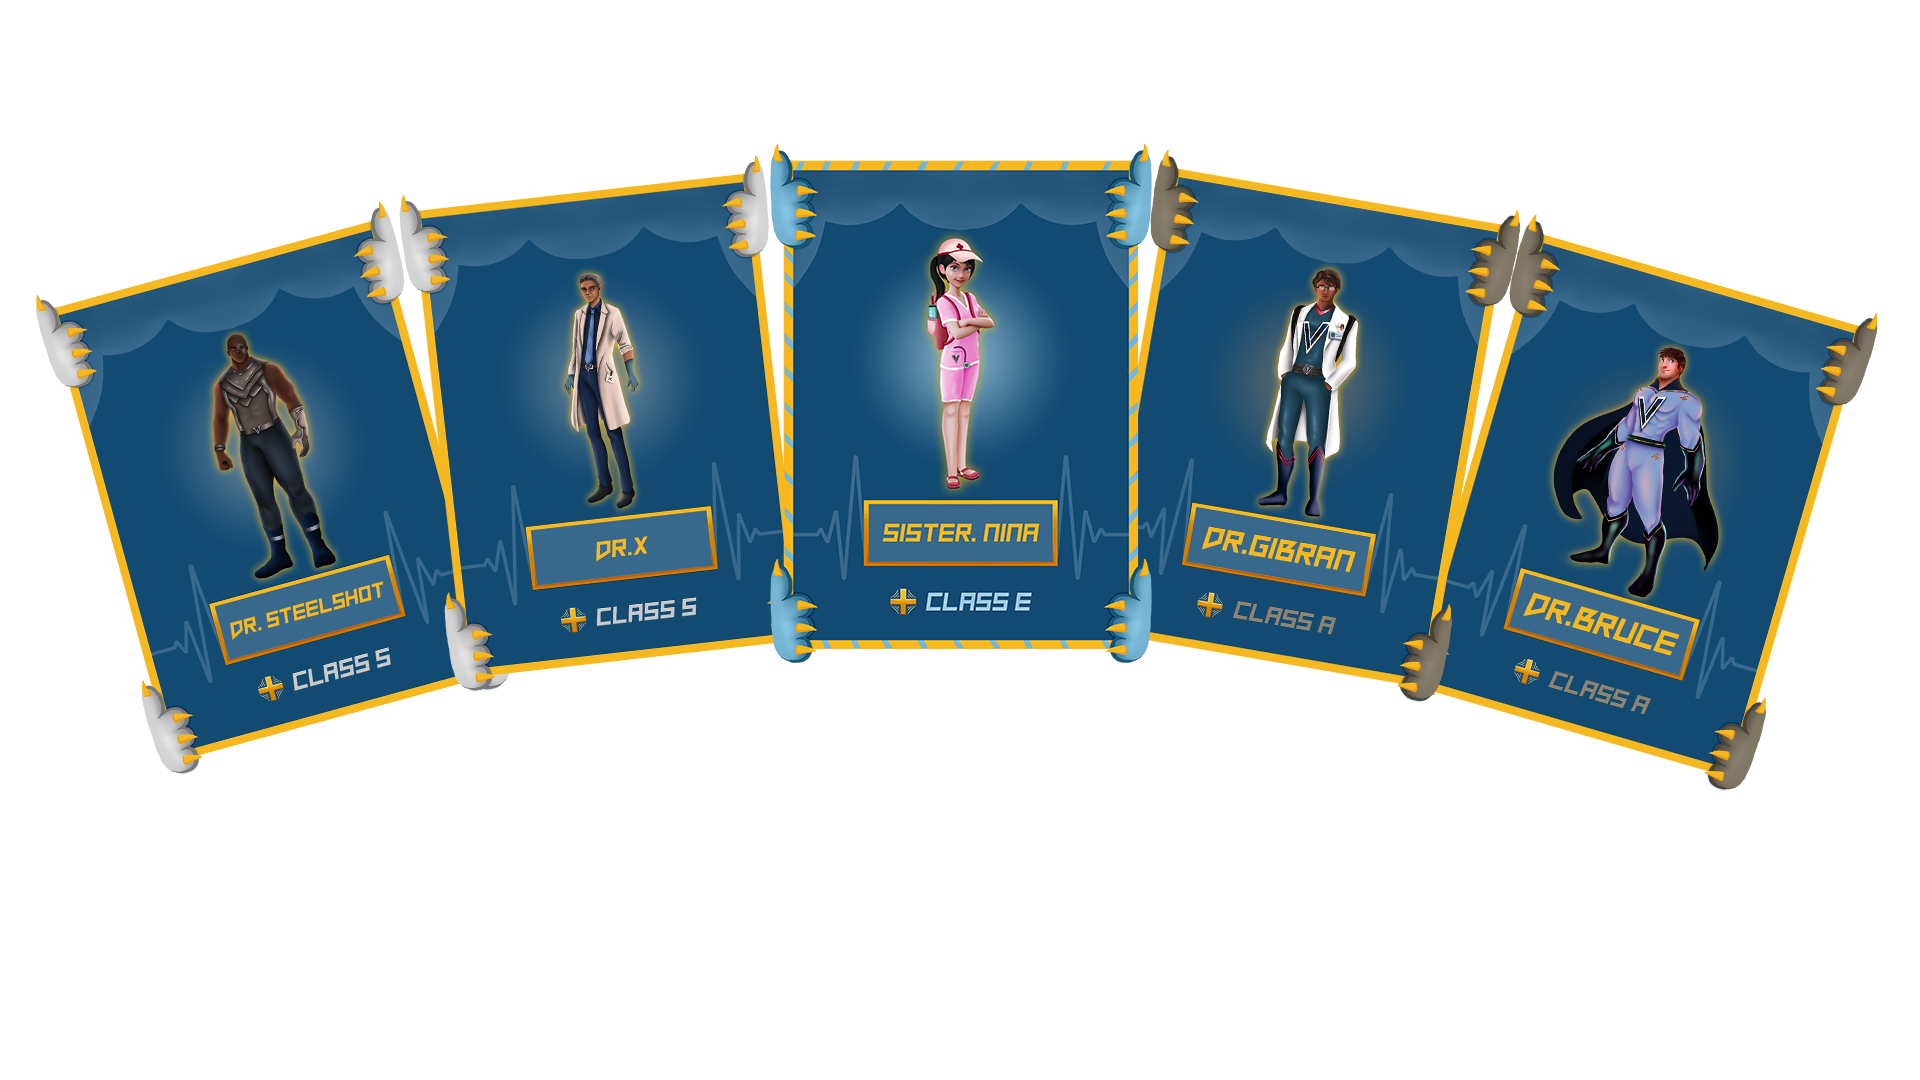 DR. STEELSHOT
CLASS S
DR.X
CLASS S
SISTER. NINA
CLASS E
DR.GIBRAN
CLASS A
DR.BRUCE
CLASS A
V
V